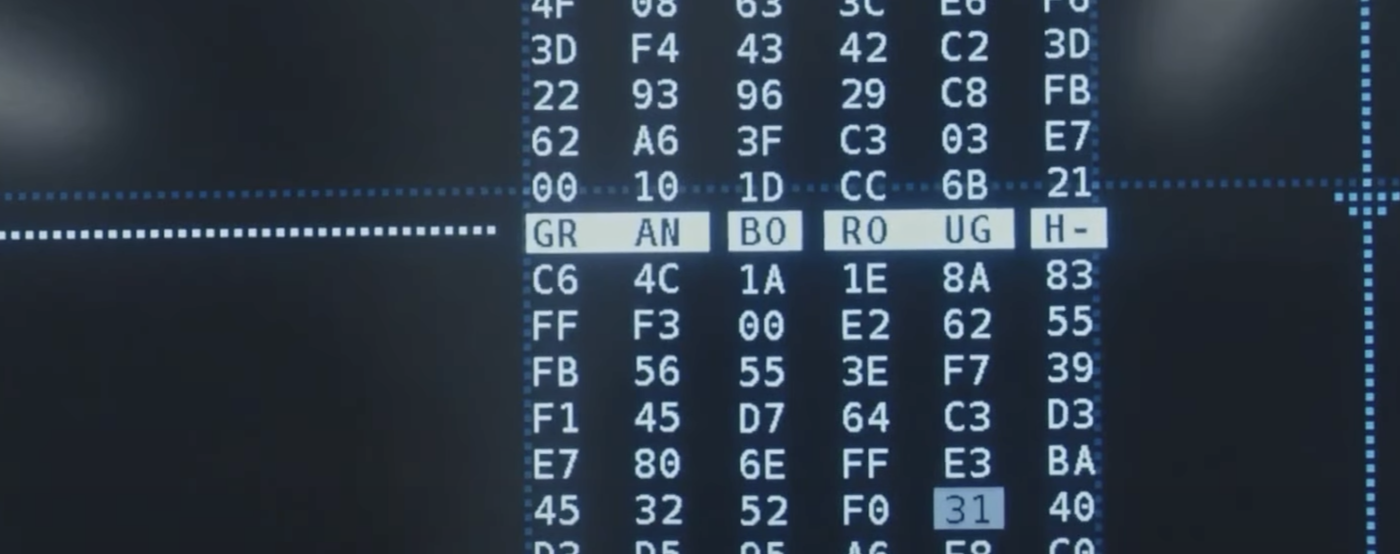 4F 08 63 3C E6 F6
3D F4 43 42 C2 3D
22 93 96 29 C8 FB
62 A6 3F C3 03 E7
00 10 1D CC 6B 21
GR AN BO RO UG H-
C6 4C 1A 1E 8A 83
FF F3 00 E2 62 55
FB 56 55 3E F7 39
F1 45 D7 64 C3 D3
E7 80 6E FF E3 BA
45 32 52 F0 31 40